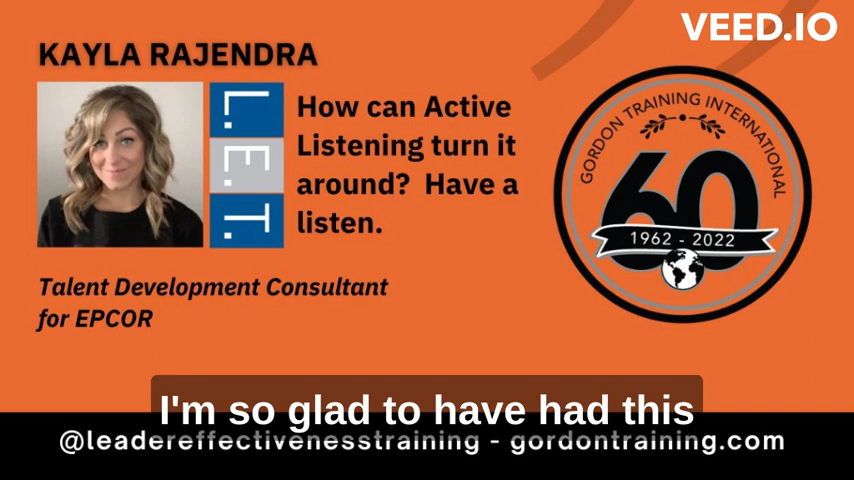 VEED.IO
KAYLA RAJENDRA
L.E.T.
How can Active
Listening turn it
around? Have a
listen.
GORDON TRAINING INTERNATIONAL
60
1962 - 2022
Talent Development Consultant
for EPCOR
I'm so glad to have had this
@leadereffectivenesstraining - gordontraining.com